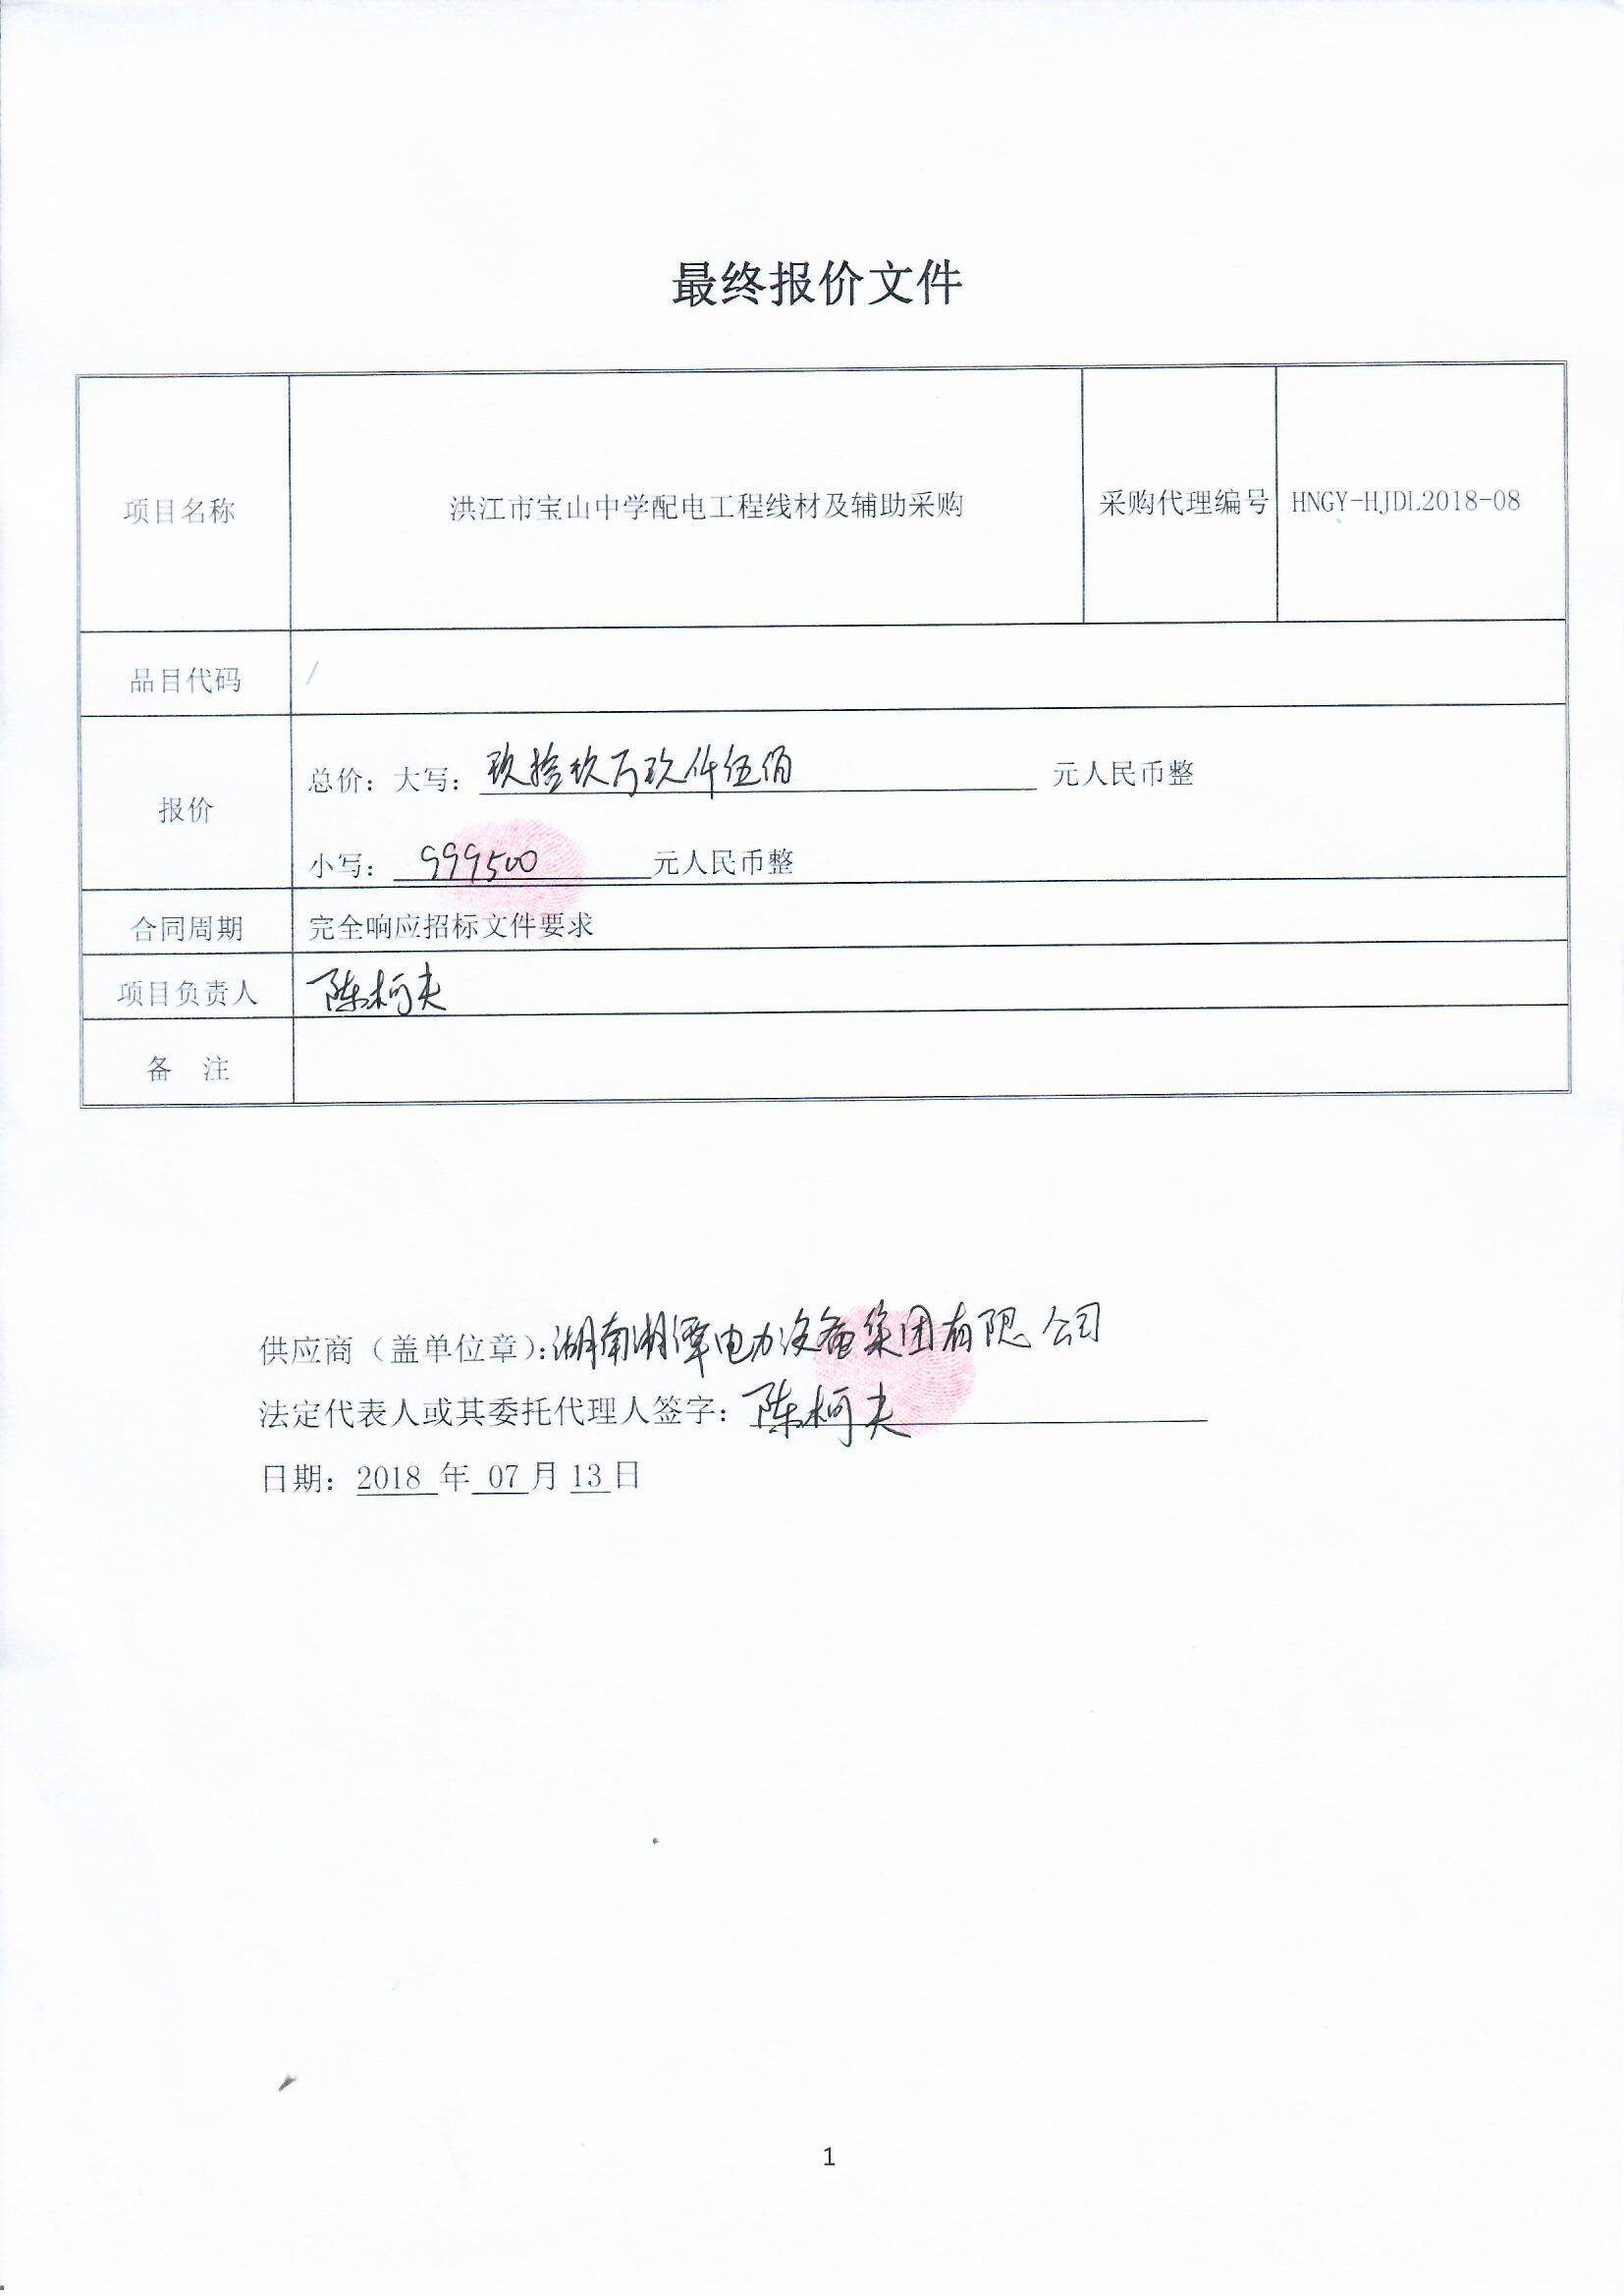 最终报价文件
项目名称
洪江市宝山中学配电工程线材及辅助采购
采购代理编号
HNGY-HJDL2018-08
品目代码
/
报价
总价：大写：玖拾玖万玖仟伍佰 元人民币整
小写：999500 元人民币整
合同周期
完全响应招标文件要求
项目负责人
陈柯夫
备 注
供应商（盖单位章）：湖南湘潭电力设备集团有限公司
法定代表人或其委托代理人签字：陈柯夫
日期：2018 年 07 月 13 日
1